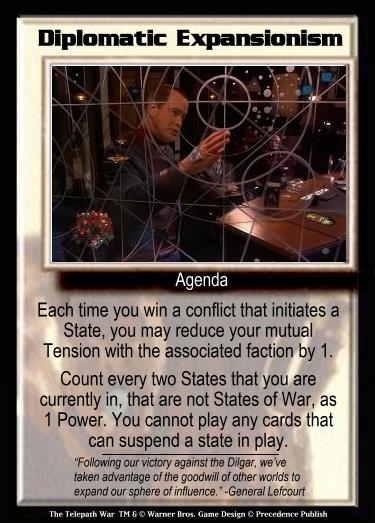 Diplomatic Expansionism
Agenda
Each time you win a conflict that initiates a
State, you may reduce your mutual
Tension with the associated faction by 1.
Count every two States that you are
currently in, that are not States of War, as
1 Power. You cannot play any cards that
can suspend a state in play.
"Following our victory against the Dilgar, we've
taken advantage of the goodwill of other worlds to
expand our sphere of influence." -General Lefcourt
The Telepath War TM & © Warner Bros. Game Design © Precedence Publish